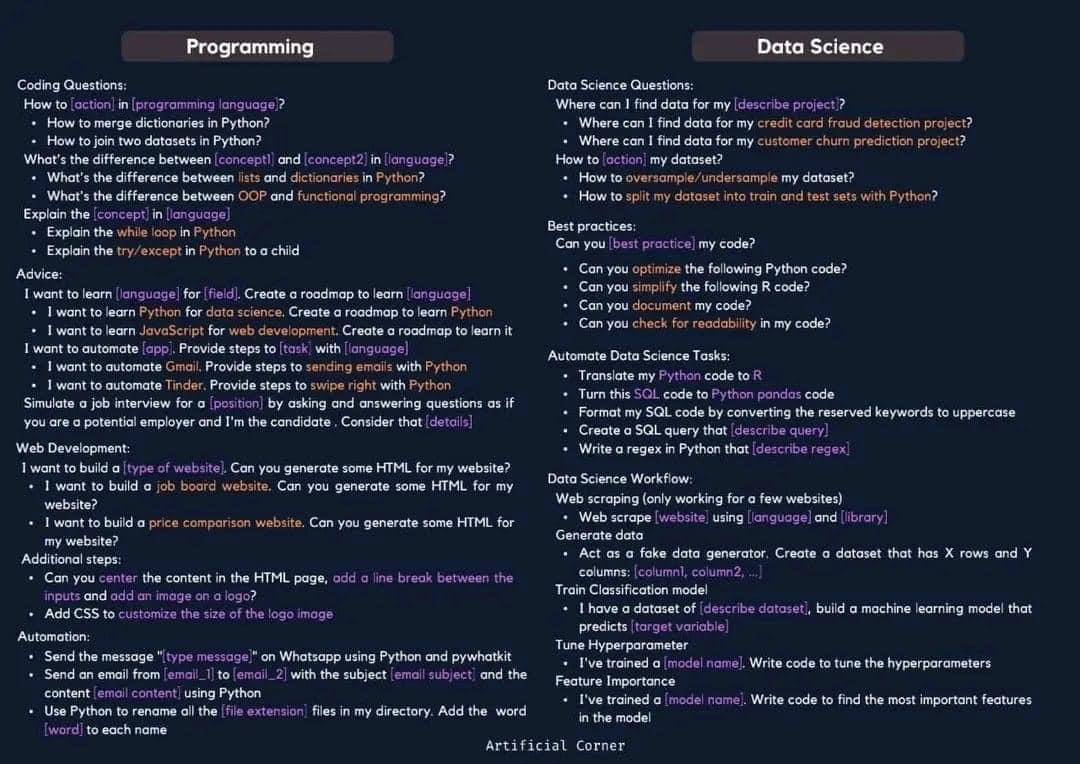 Programming
Coding Questions:
How to [action] in [programming language]?
• How to merge dictionaries in Python?
• How to join two datasets in Python?
What's the difference between [concept1] and [concept2] in [language]?
• What's the difference between lists and dictionaries in Python?
• What's the difference between OOP and functional programming?
Explain the [concept] in [language]
• Explain the while loop in Python
• Explain the try/except in Python to a child
Advice:
I want to learn [language] for [field]. Create a roadmap to learn [language]
• I want to learn Python for data science. Create a roadmap to learn Python
• I want to learn JavaScript for web development. Create a roadmap to learn it
I want to automate [app]. Provide steps to [task] with [language]
• I want to automate Gmail. Provide steps to sending emails with Python
• I want to automate Tinder. Provide steps to swipe right with Python
Simulate a job interview for a [position] by asking and answering questions as if
you are a potential employer and I'm the candidate . Consider that [details]
Web Development:
I want to build a [type of website]. Can you generate some HTML for my website?
• I want to build a job board website. Can you generate some HTML for my
website?
• I want to build a price comparison website. Can you generate some HTML for
my website?
Additional steps:
• Can you center the content in the HTML page, add a line break between the
inputs and add an image on a logo?
• Add CSS to customize the size of the logo image
Automation:
• Send the message "[type message]" on Whatsapp using Python and pywhatkit
• Send an email from [email_1] to [email_2] with the subject [email subject] and the
content [email content] using Python
• Use Python to rename all the [file extension] files in my directory. Add the word
[word] to each name
Data Science
Data Science Questions:
Where can I find data for my [describe project]?
• Where can I find data for my credit card fraud detection project?
• Where can I find data for my customer churn prediction project?
How to [action] my dataset?
• How to oversample/undersample my dataset?
• How to split my dataset into train and test sets with Python?
Best practices:
Can you [best practice] my code?
• Can you optimize the following Python code?
• Can you simplify the following R code?
• Can you document my code?
• Can you check for readability in my code?
Automate Data Science Tasks:
• Translate my Python code to R
• Turn this SQL code to Python pandas code
• Format my SQL code by converting the reserved keywords to uppercase
• Create a SQL query that [describe query]
• Write a regex in Python that [describe regex]
Data Science Workflow:
Web scraping (only working for a few websites)
• Web scrape [website] using [language] and [library]
Generate data
• Act as a fake data generator. Create a dataset that has X rows and Y
columns: [column1, column2, ...]
Train Classification model
• I have a dataset of [describe dataset], build a machine learning model that
predicts [target variable]
Tune Hyperparameter
• I've trained a [model name]. Write code to tune the hyperparameters
Feature Importance
• I've trained a [model name]. Write code to find the most important features
in the model
Artificial Corner